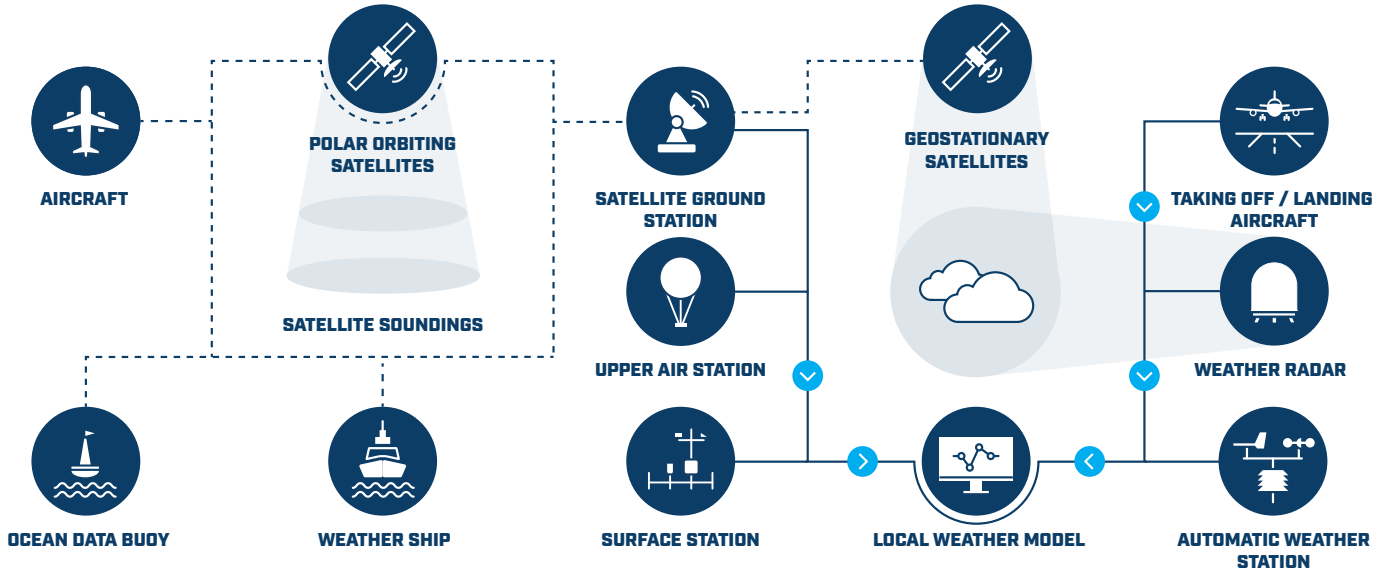 AIRCRAFT
POLAR ORBITING
SATELLITES
SATELLITE SOUNDINGS
SATELLITE GROUND
STATION
GEOSTATIONARY
SATELLITES
TAKING OFF / LANDING
AIRCRAFT
UPPER AIR STATION
WEATHER RADAR
OCEAN DATA BUOY
WEATHER SHIP
SURFACE STATION
LOCAL WEATHER MODEL
AUTOMATIC WEATHER
STATION